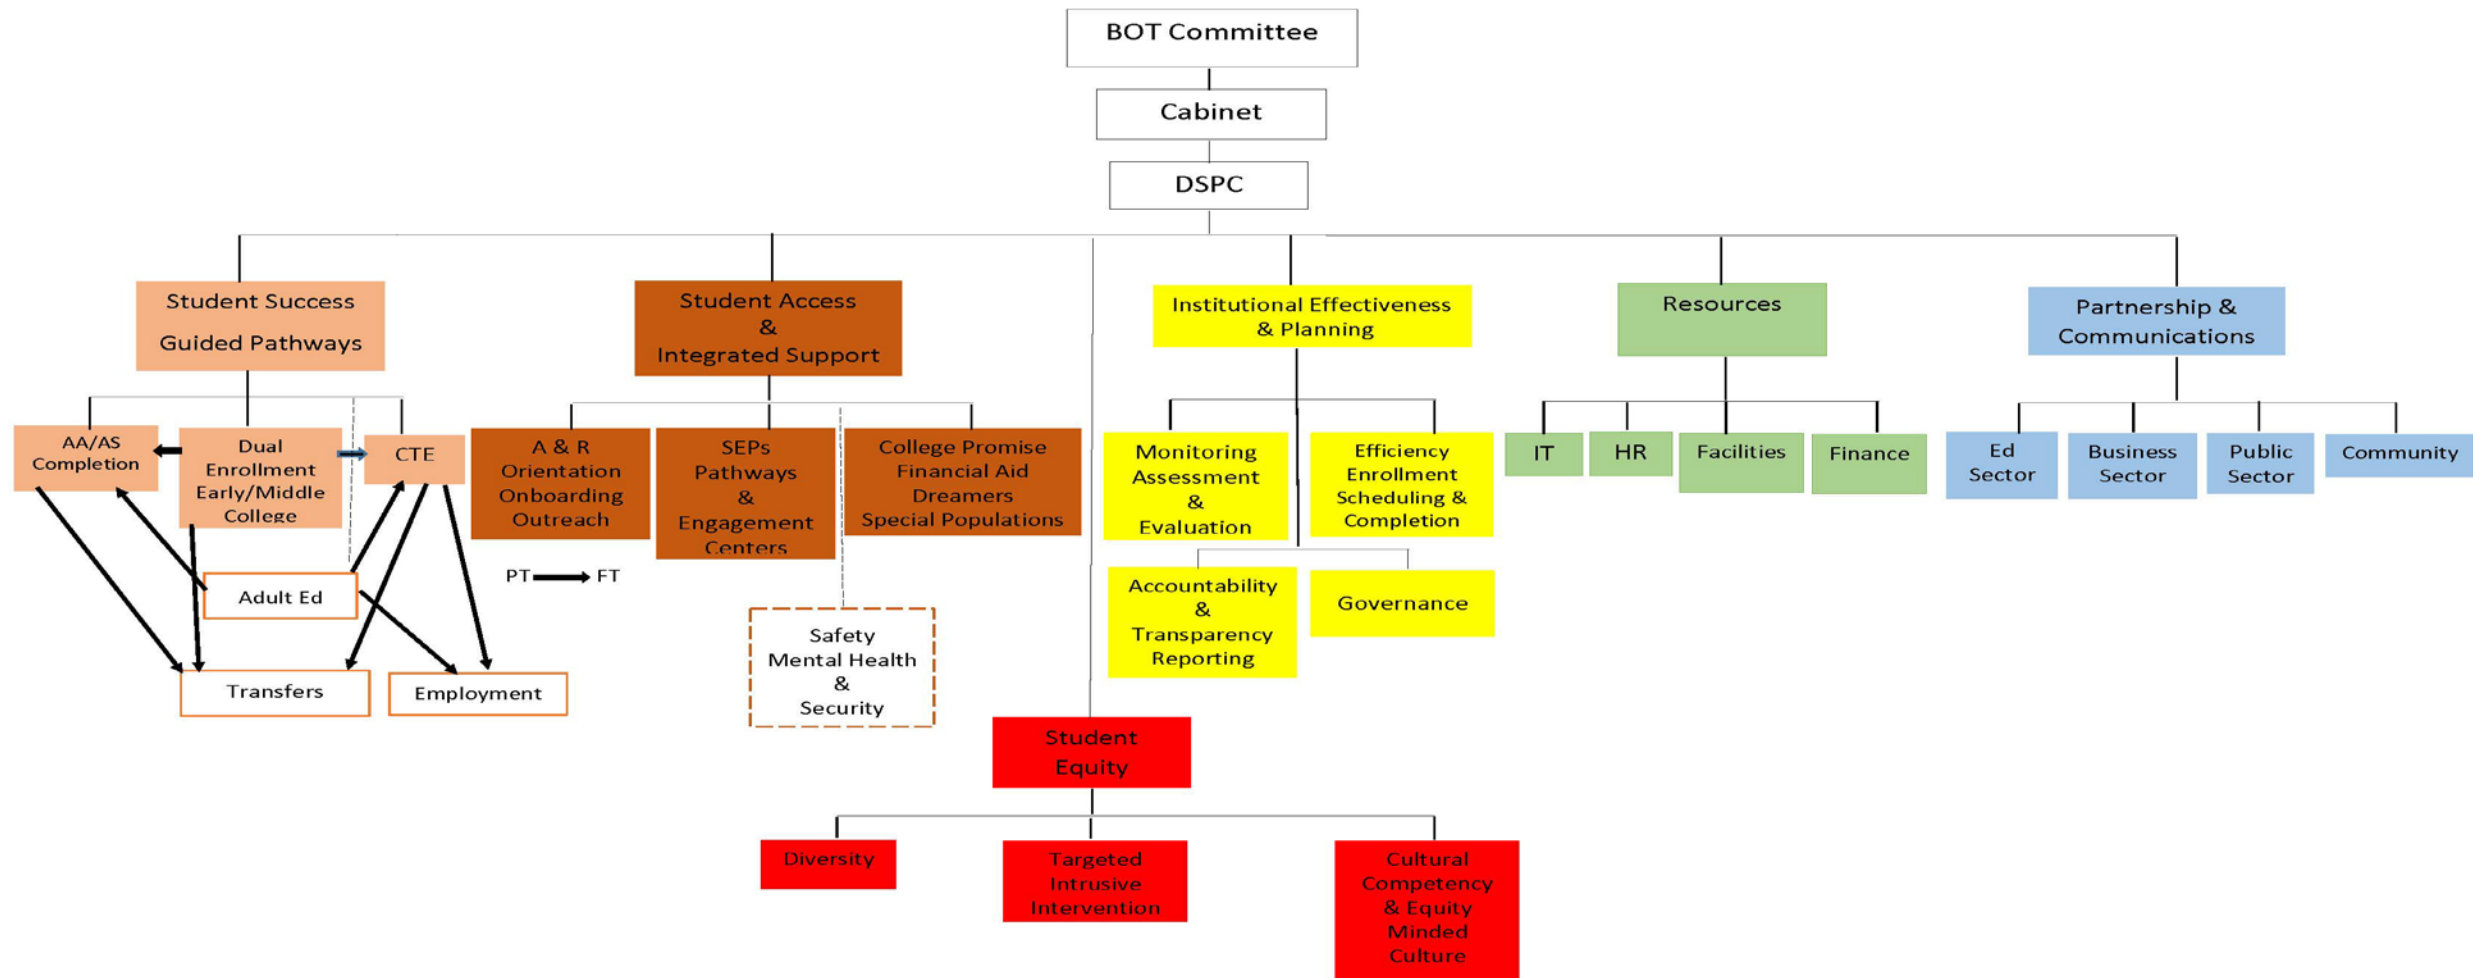 BOT Committee
Cabinet
DSPC
Student Success
Guided Pathways
Student Access
&
Integrated Support
Institutional Effectiveness
& Planning
Resources
Partnership &
Communications
AA/AS
Completion
Dual
Enrollment
Early/Middle
College
CTE
Adult Ed
Transfers
Employment
A & R
Orientation
Onboarding
Outreach
SEPs
Pathways
&
Engagement
Centers
College Promise
Financial Aid
Dreamers
Special Populations
PT
FT
Safety
Mental Health
&
Security
Monitoring
Assessment
&
Evaluation
Efficiency
Enrollment
Scheduling &
Completion
Accountability
&
Transparency
Reporting
Governance
IT
HR
Facilities
Finance
Ed
Sector
Business
Sector
Public
Sector
Community
Student
Equity
Diversity
Targeted
Intrusive
Intervention
Cultural
Competency
& Equity
Minded
Culture